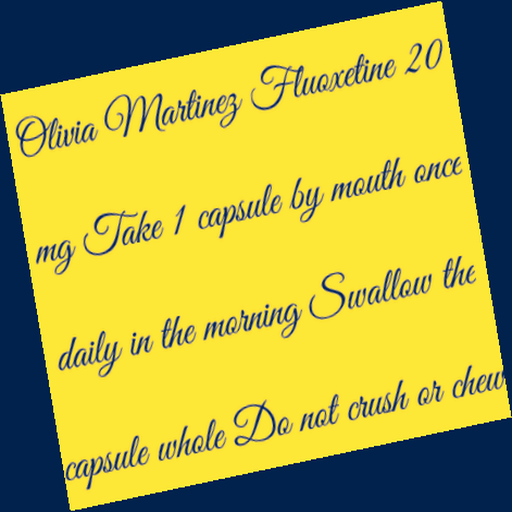 Olivia Martinez Fluoxetine 20
mg Take 1 capsule by mouth once
daily in the morning Swallow the
capsule whole Do not crush or chew